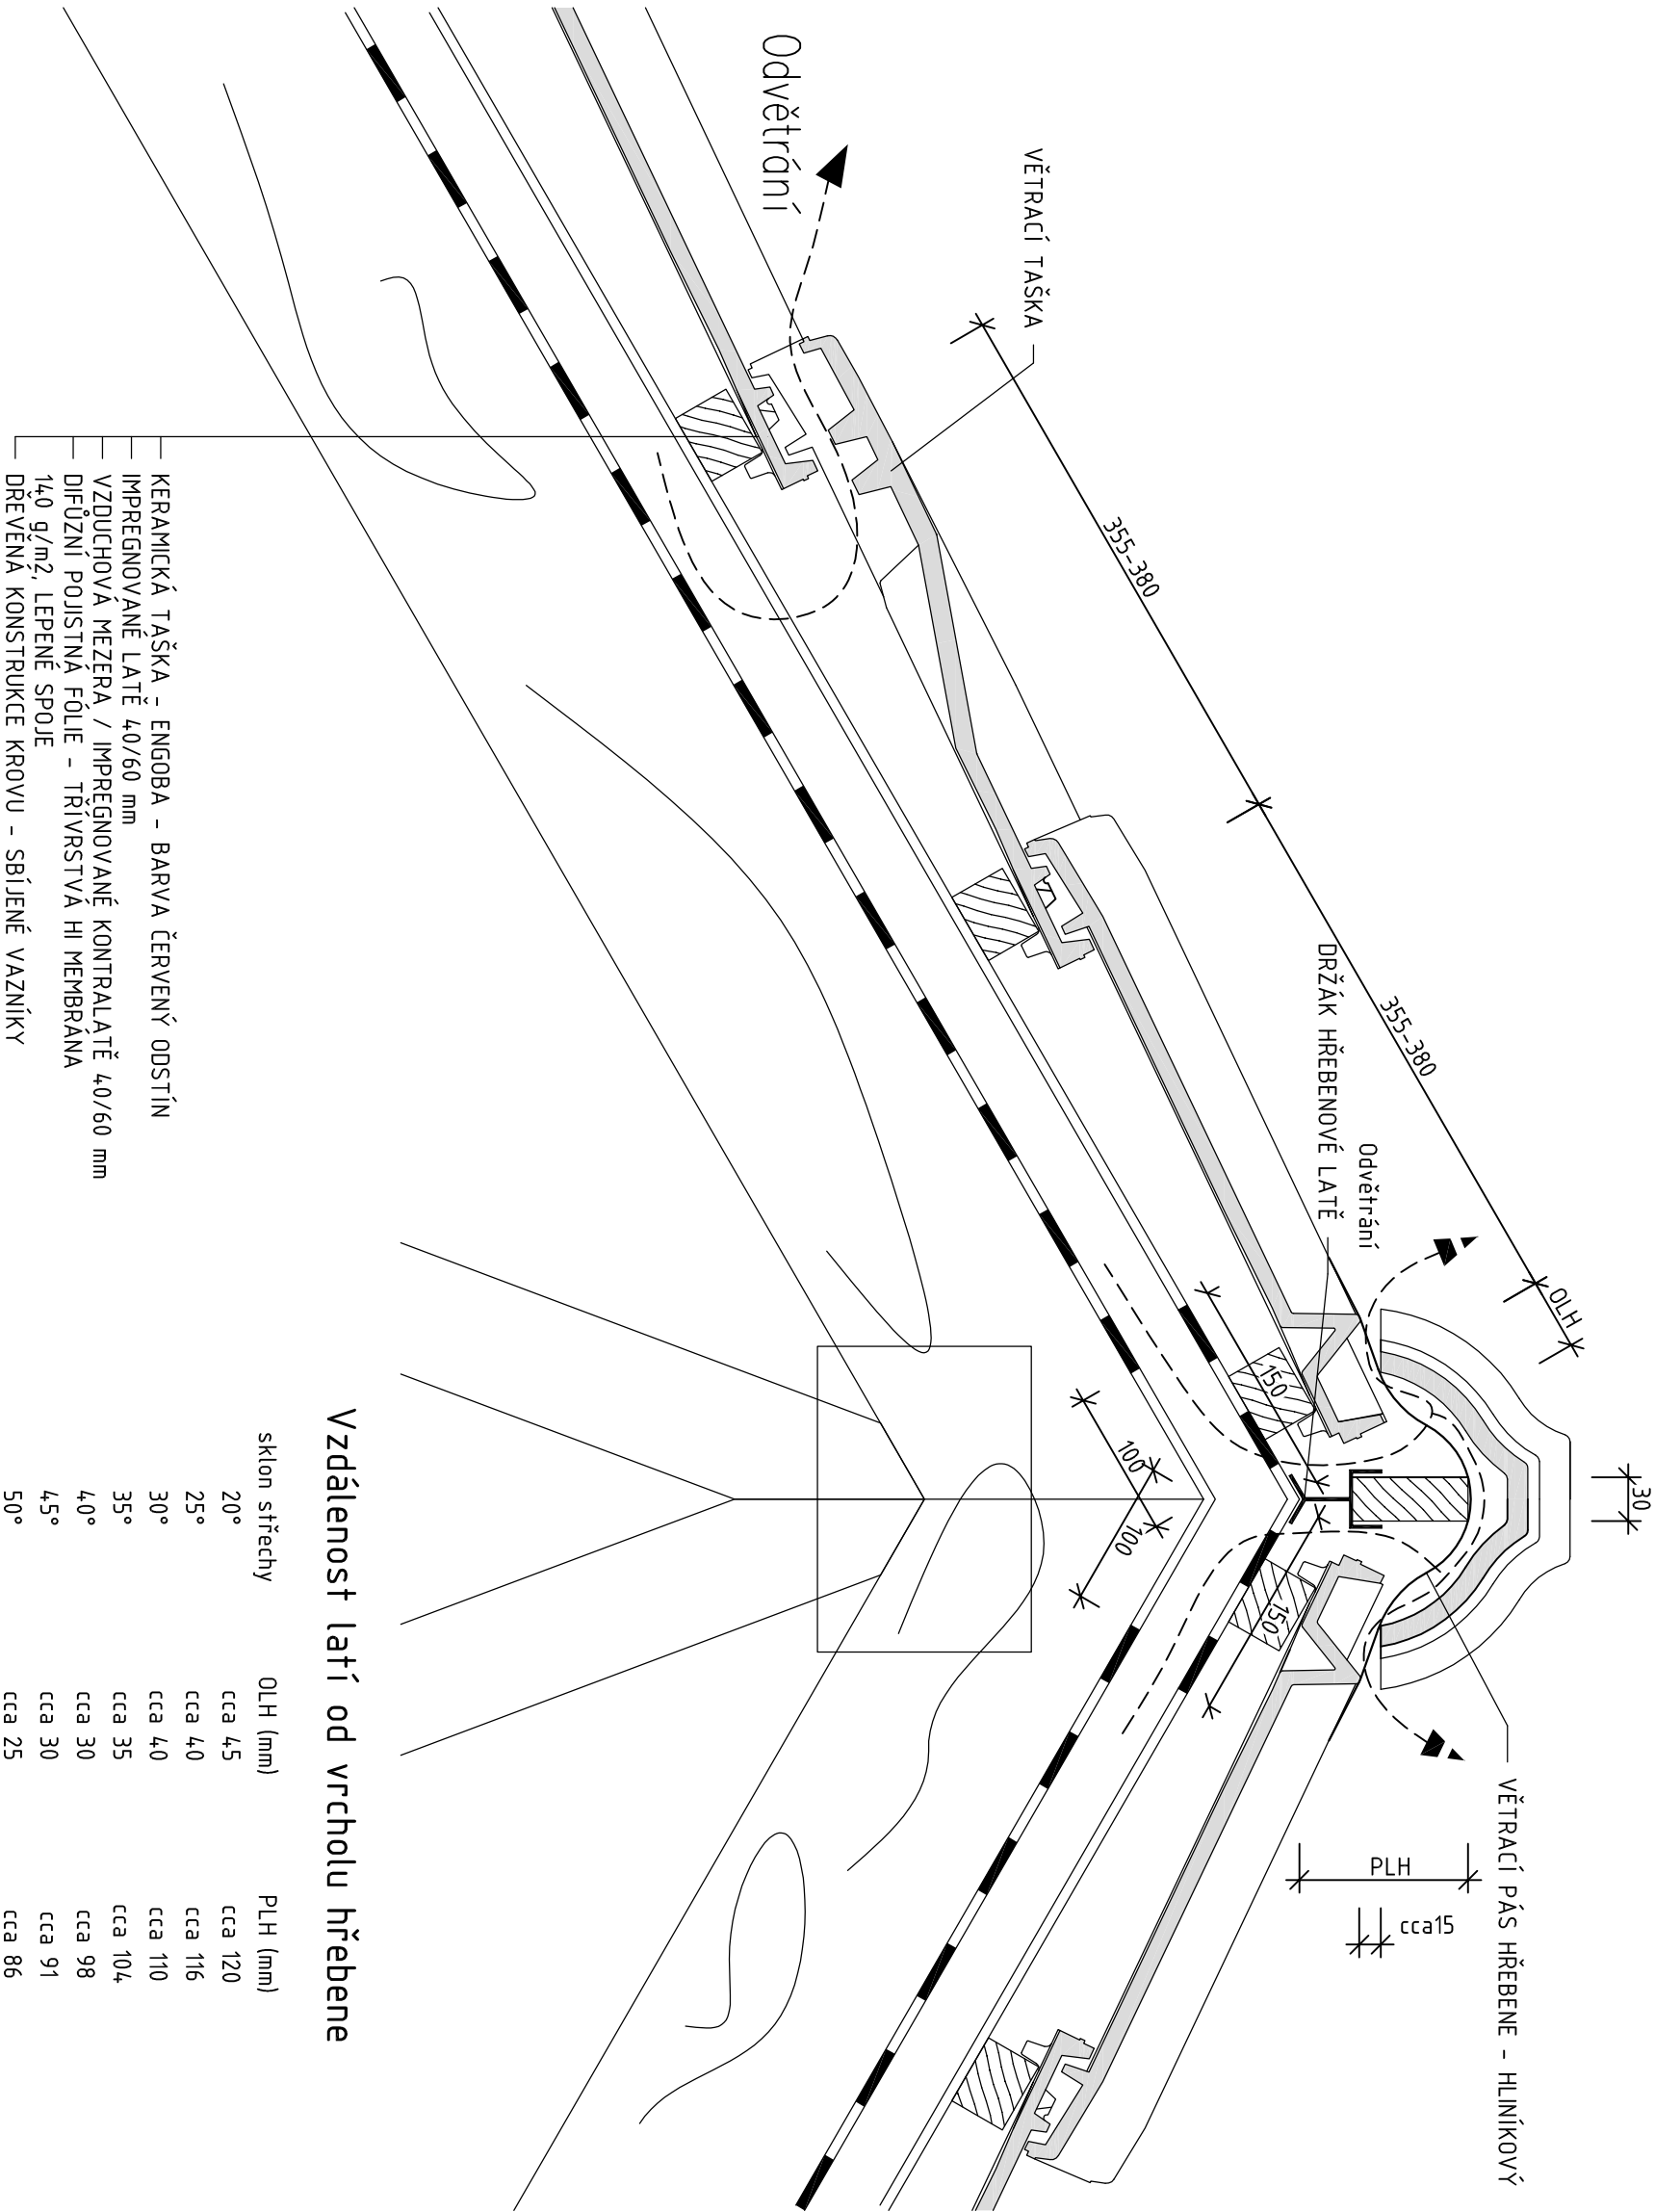 30
VĚTRACÍ PÁS HŘEBENE - HLINÍKOVÝ
OLH
PLH
cca15
355-380
355-380
Odvětrání
DRŽÁK HŘEBENOVÉ LATĚ
150
150
100
100
VĚTRACÍ TAŠKA
Odvětrání
Vzdálenost latí od vrcholu hřebene
sklon střechy OLH (mm) PLH (mm)
20° cca 45 cca 120
25° cca 40 cca 116
30° cca 40 cca 110
35° cca 35 cca 104
40° cca 30 cca 98
45° cca 30 cca 91
50° cca 25 cca 86
KERAMICKÁ TAŠKA - ENGOBA - BARVA ČERVENÝ ODSTÍN
IMPREGNOVANÉ LATĚ 40/60 mm
VZDUCHOVÁ MEZERA / IMPREGNOVANÉ KONTRALATĚ 40/60 mm
DIFŮZNÍ POJISTNÁ FÓLIE - TŘÍVRSTVÁ HI MEMBRÁNA
140 g/m2, LEPENÉ SPOJE
DŘEVĚNÁ KONSTRUKCE KROVU - SBÍJENÉ VAZNÍKY